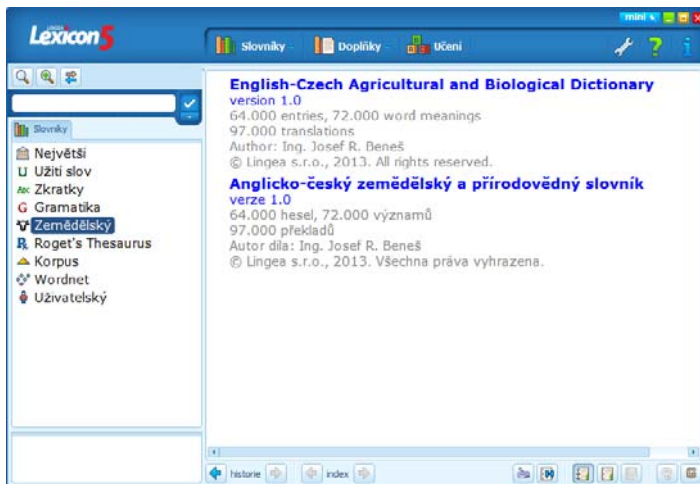 mini
LINGEA
Lexicon5
Slovníky
Doplňky
Učení
Slovníky
Největší
U Užití slov
Abc Zkratky
G Gramatika
Zemědělský
Roget's Thesaurus
Korpus
Wordnet
Uživatelský
English-Czech Agricultural and Biological Dictionary
version 1.0
64.000 entries, 72.000 word meanings
97.000 translations
Author: Ing. Josef R. Beneš
© Lingea s.r.o., 2013. All rights reserved.
Anglicko-český zemědělský a přírodovědný slovník
verze 1.0
64.000 hesel, 72.000 významů
97.000 překladů
Autor díla: Ing. Josef R. Beneš
© Lingea s.r.o., 2013. Všechna práva vyhrazena.
historie
index